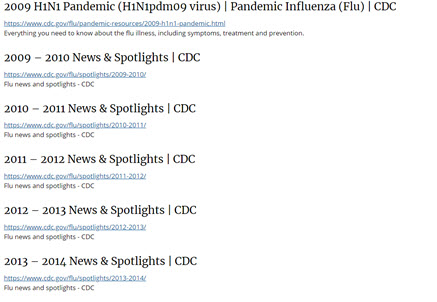 2009 H1N1 Pandemic (H1N1pdm09 virus) | Pandemic Influenza (Flu) | CDC
https://www.cdc.gov/flu/pandemic-resources/2009-h1n1-pandemic.html
Everything you need to know about the flu illness, including symptoms, treatment and prevention.
2009 – 2010 News & Spotlights | CDC
https://www.cdc.gov/flu/spotlights/2009-2010/
Flu news and spotlights - CDC
2010 – 2011 News & Spotlights | CDC
https://www.cdc.gov/flu/spotlights/2010-2011/
Flu news and spotlights - CDC
2011 – 2012 News & Spotlights | CDC
https://www.cdc.gov/flu/spotlights/2011-2012/
Flu news and spotlights - CDC
2012 – 2013 News & Spotlights | CDC
https://www.cdc.gov/flu/spotlights/2012-2013/
Flu news and spotlights - CDC
2013 – 2014 News & Spotlights | CDC
https://www.cdc.gov/flu/spotlights/2013-2014/
Flu news and spotlights - CDC